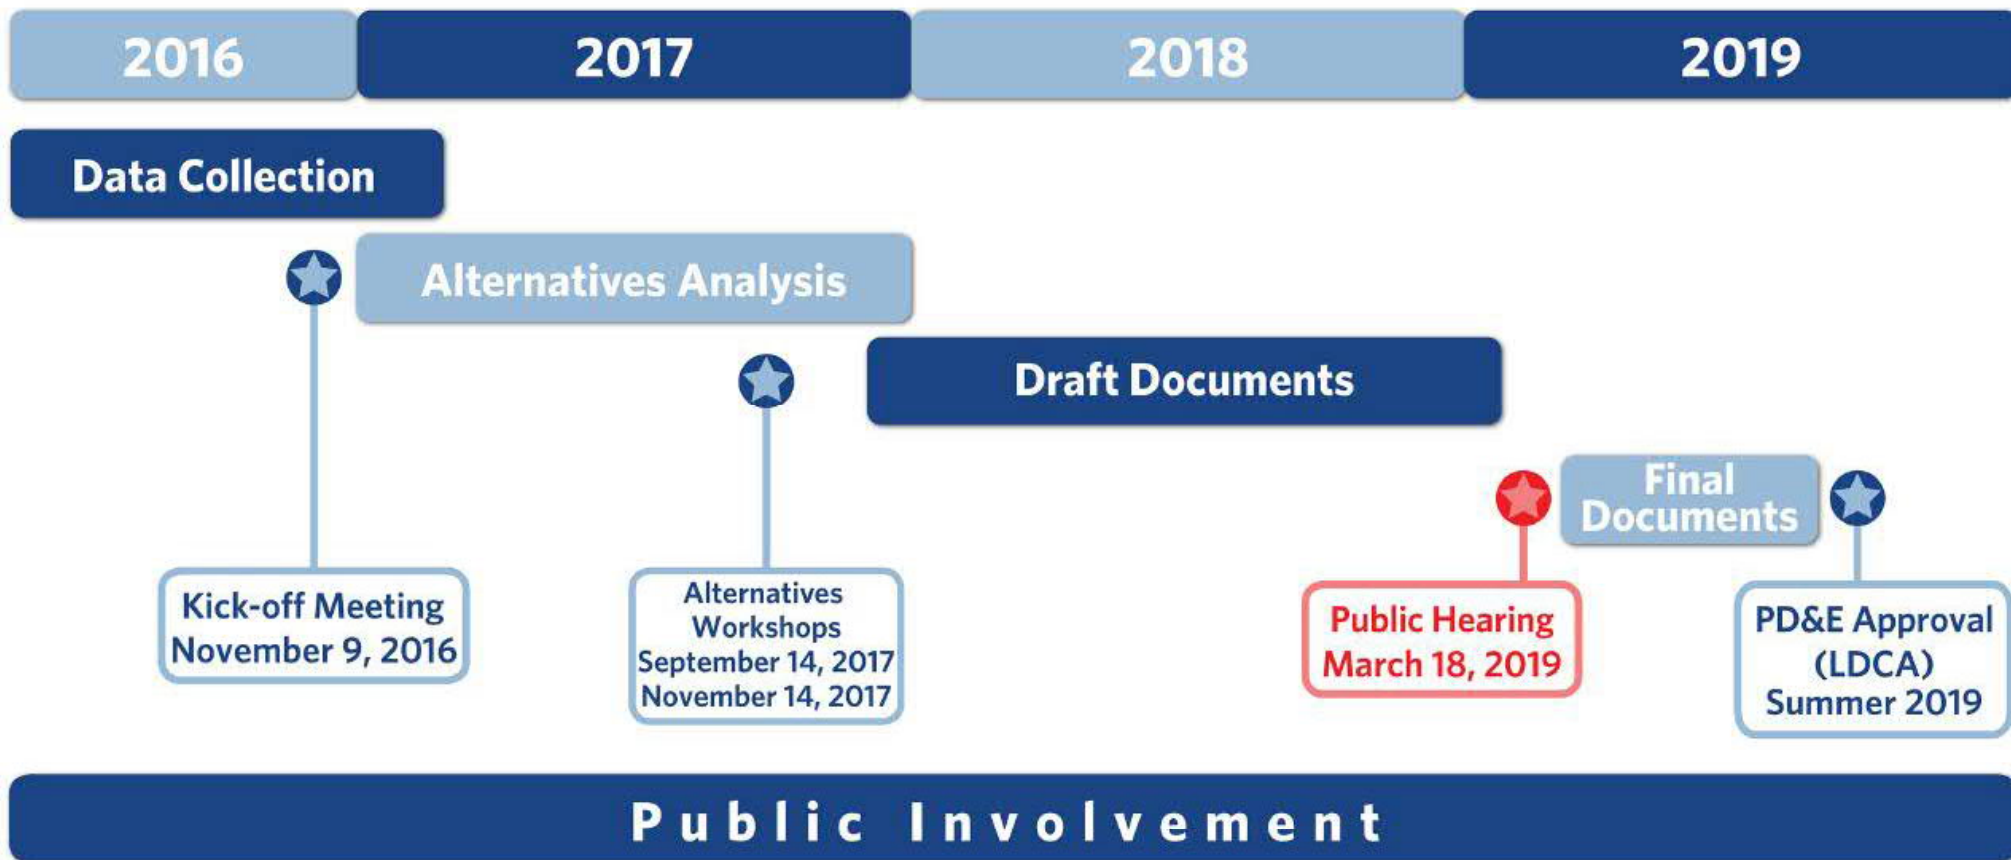 2016
2017
2018
2019
Data Collection
Alternatives Analysis
Draft Documents
Final
Documents
Kick-off Meeting
November 9, 2016
Alternatives
Workshops
September 14, 2017
November 14, 2017
Public Hearing
March 18, 2019
PD&E Approval
(LDCA)
Summer 2019
Public Involvement